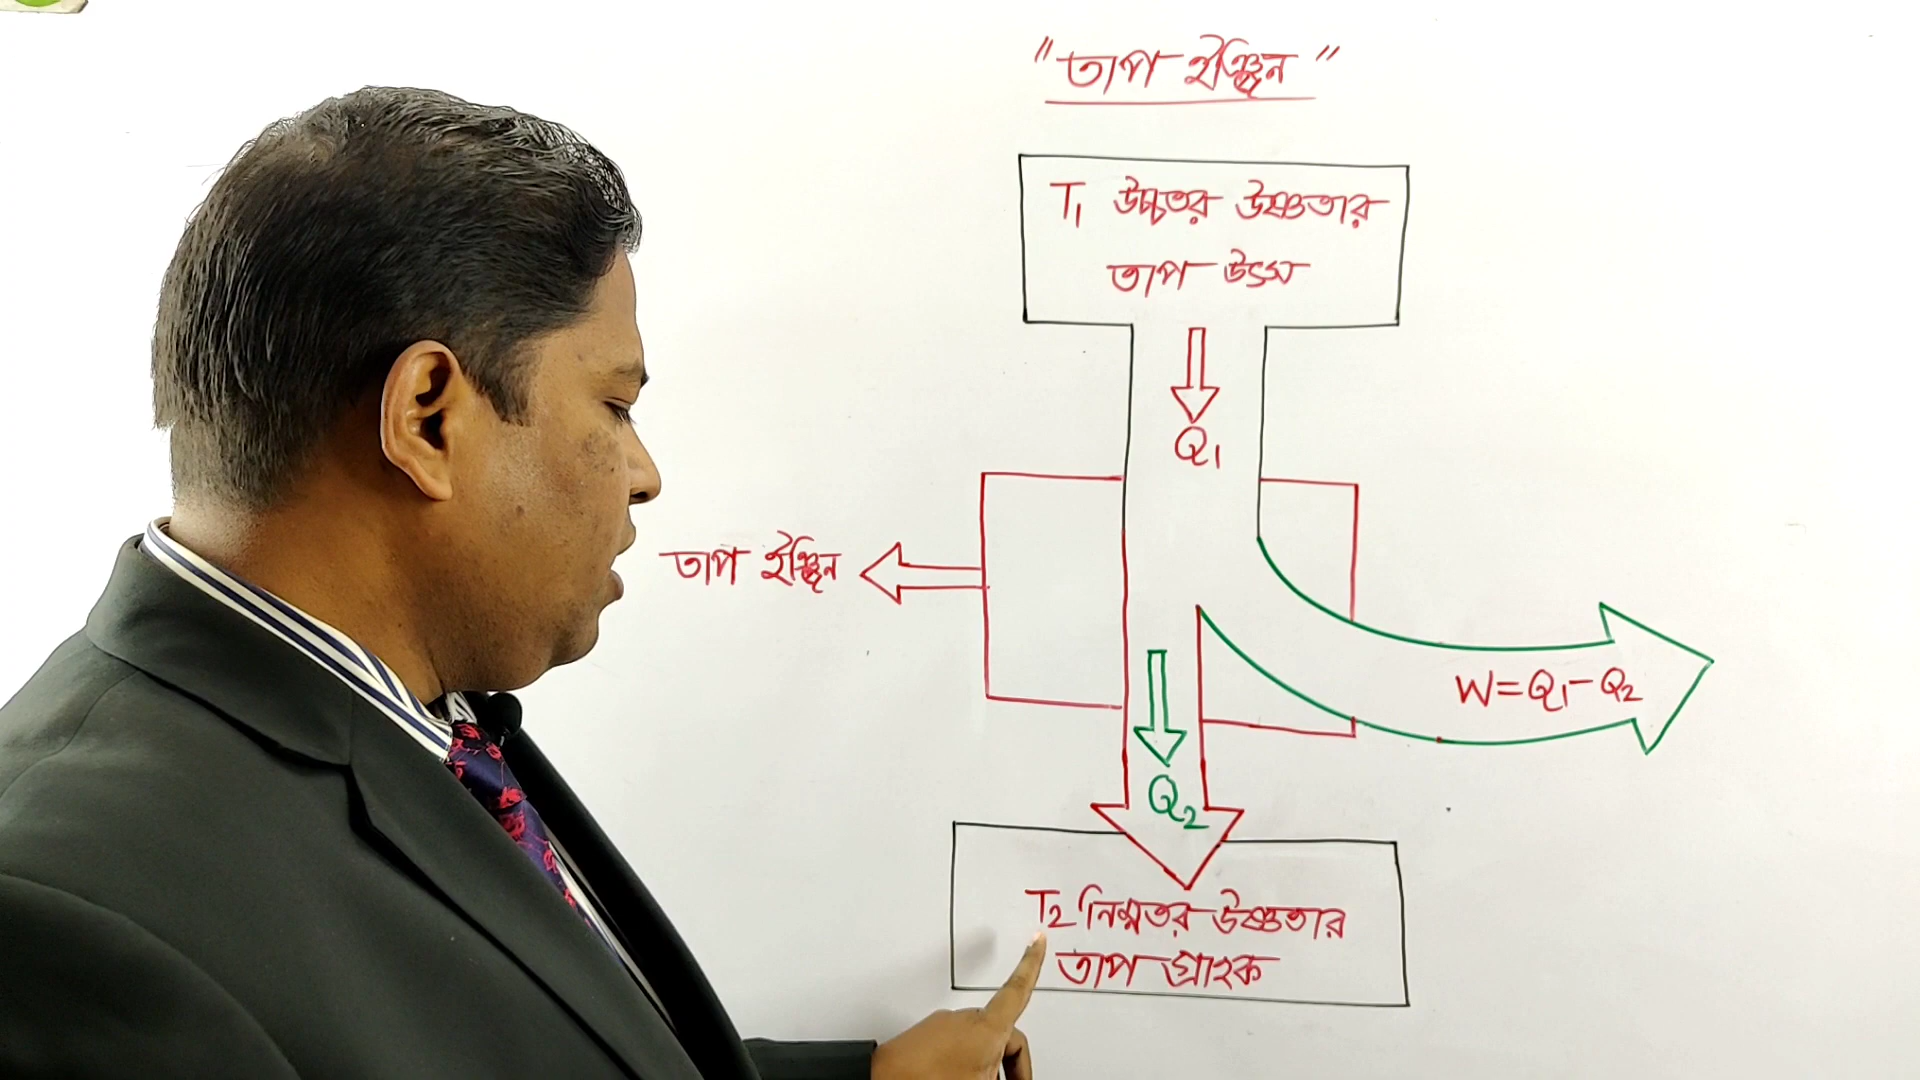 "তাপ ইঞ্জিন"
T₁ উচ্চতর উষ্ণতার
তাপ উৎস
Q₁
তাপ ইঞ্জিন
W=Q₁-Q₂
Q₂
T₂ নিম্নতর উষ্ণতার
তাপ গ্রাহক